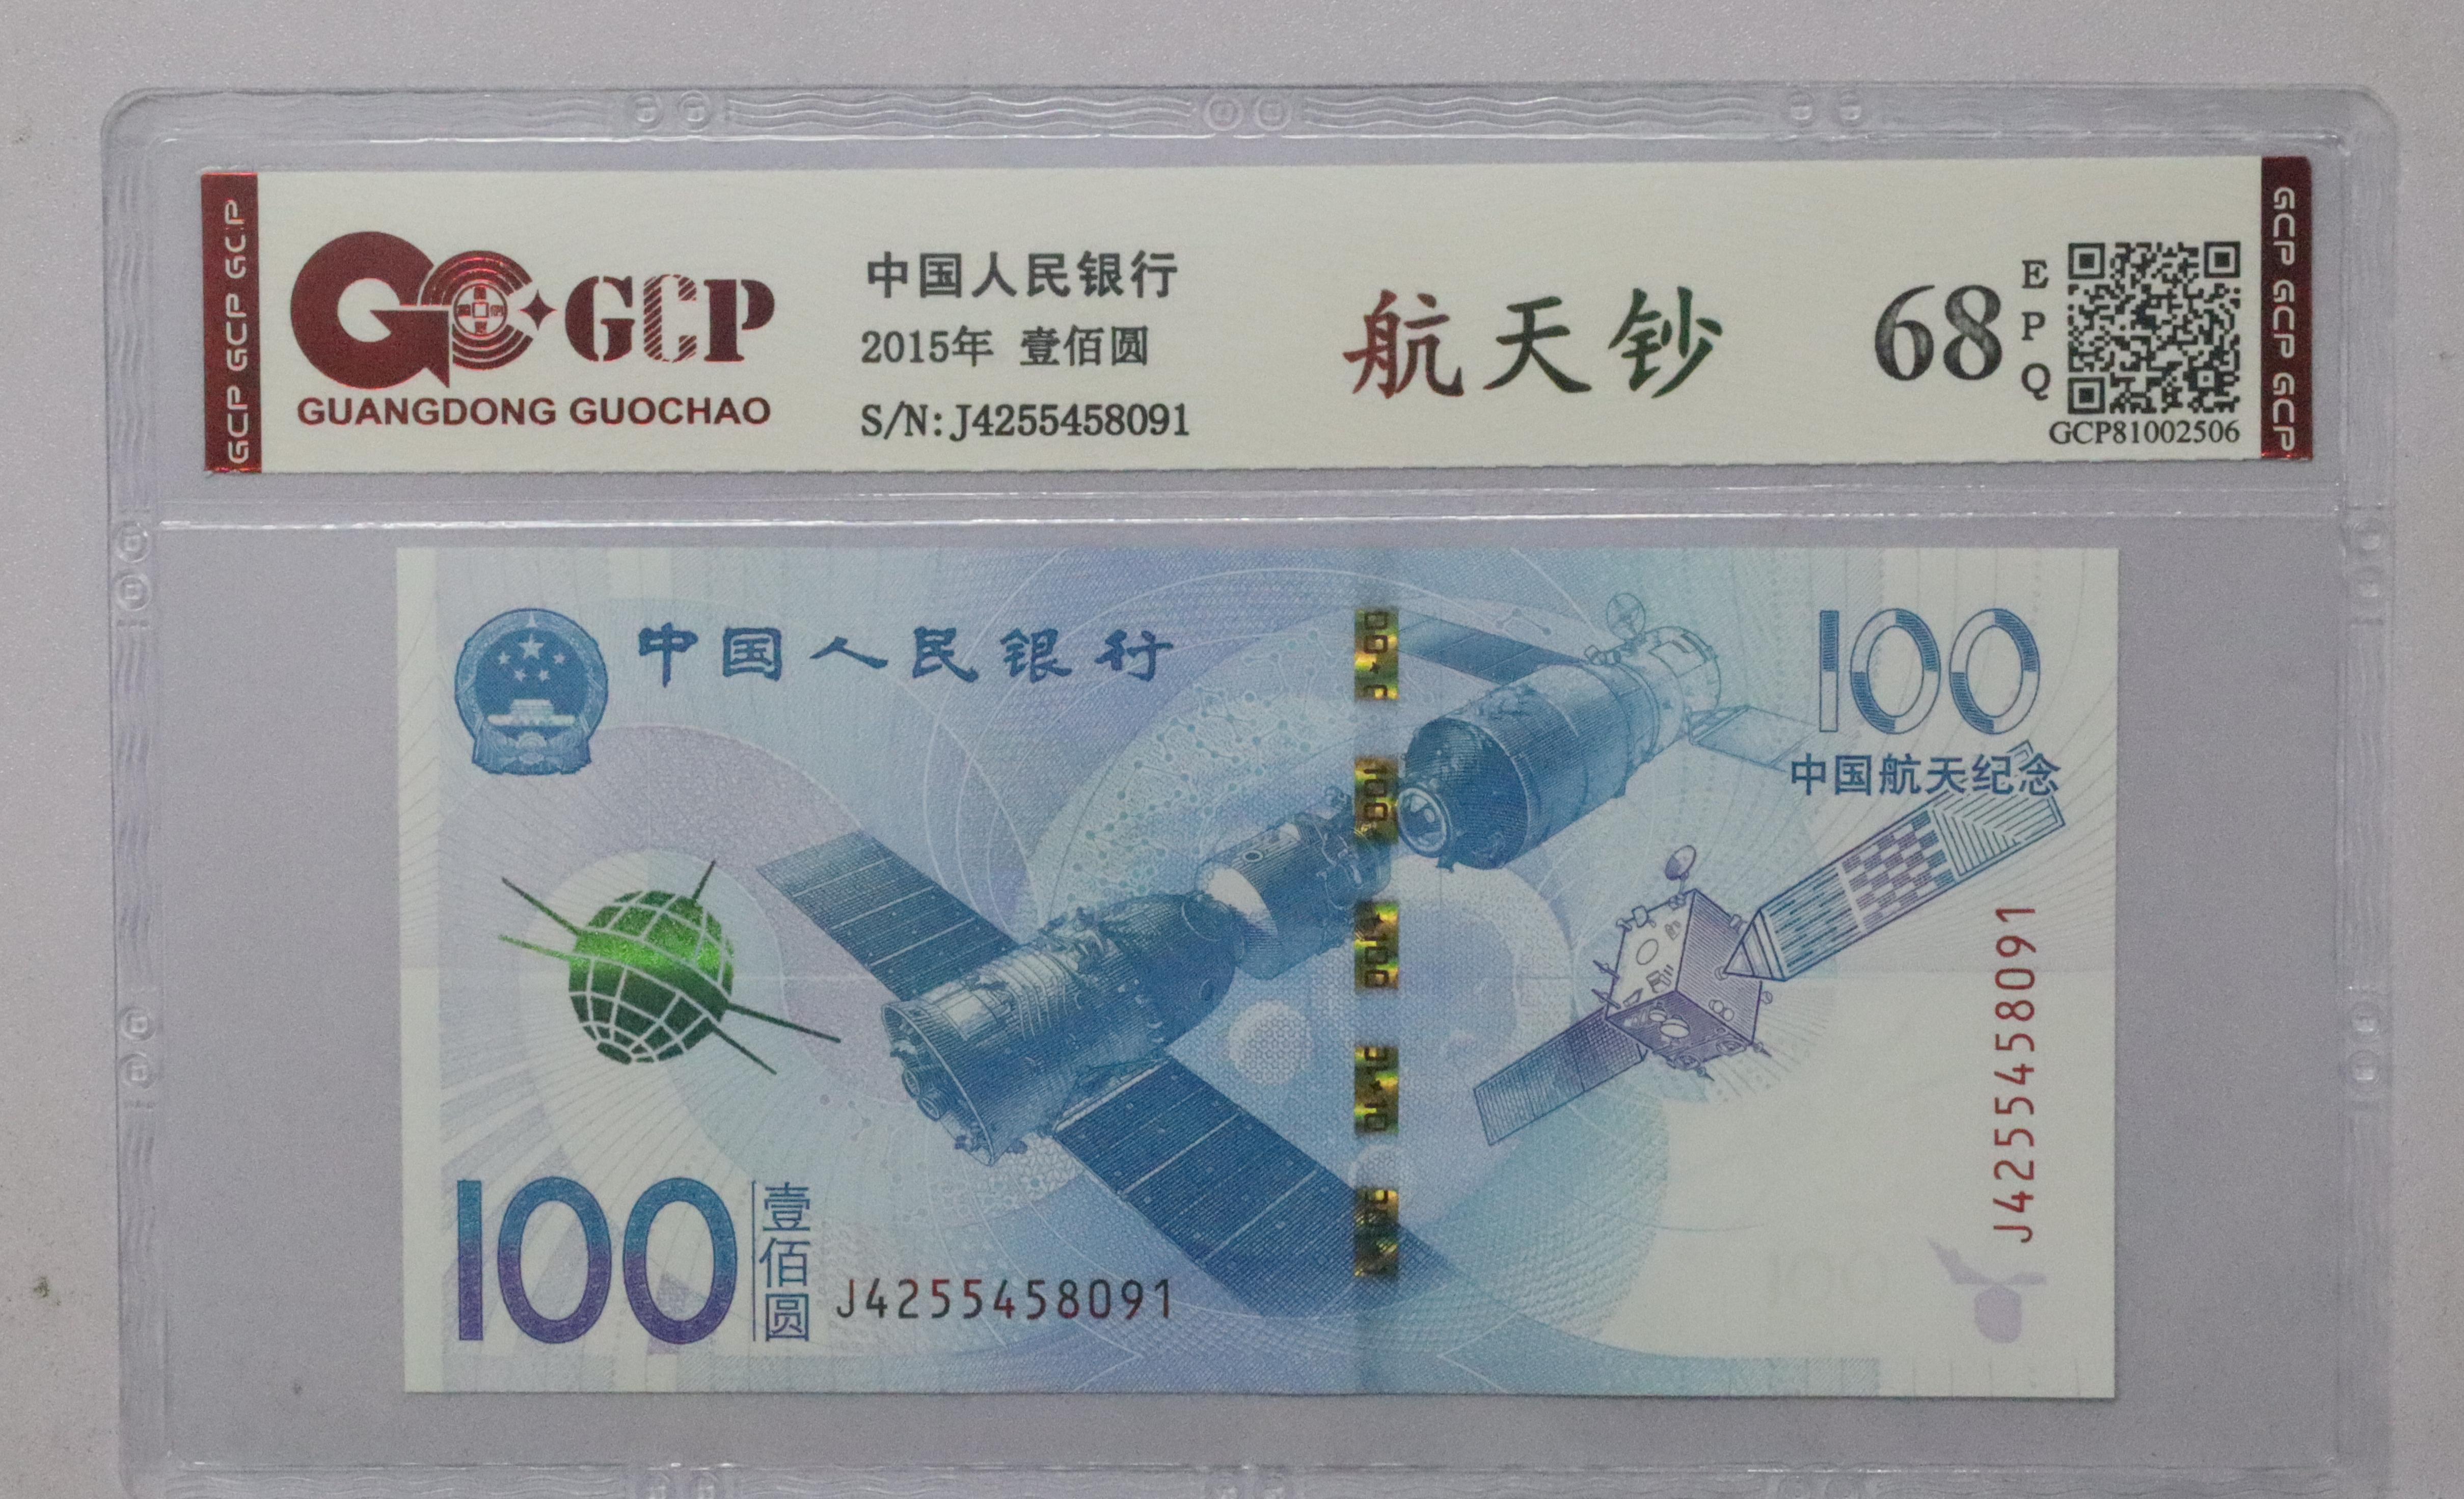 GCP GCP GCP
GCP
GUANGDONG GUOCHAO
中国人民银行
2015年 壹佰圆
S/N:J4255458091
航天钞
68
EPQ
GCP81002506
GCP GCP GCP
中国人民银行
100
中国航天纪念
J4255458091
100
壹佰圆
J4255458091